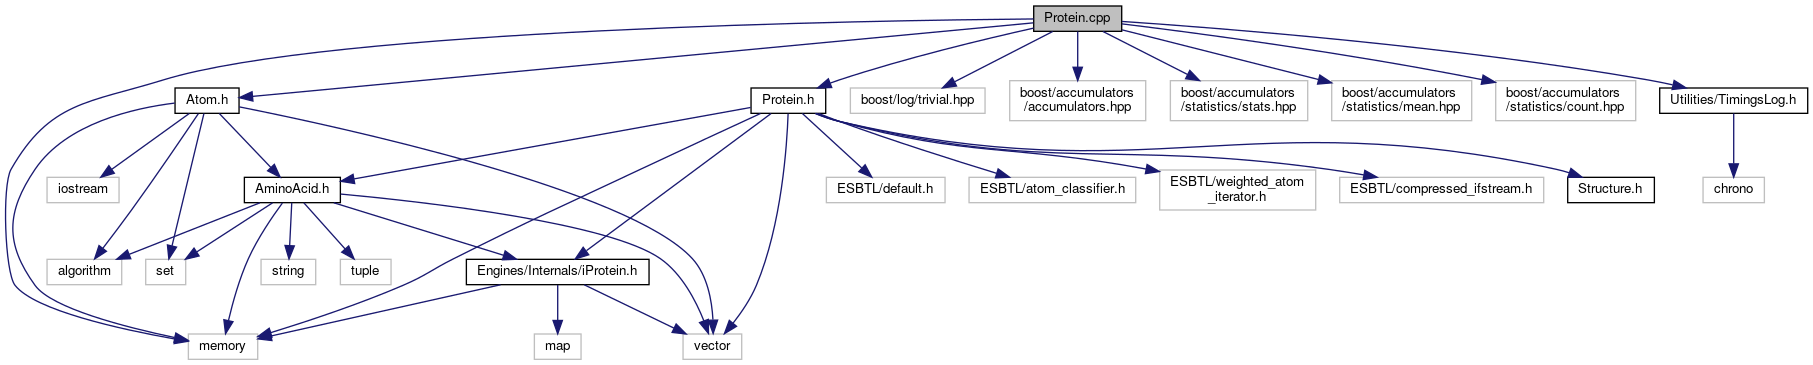 Protein.cpp
Atom.h
Protein.h
boost/log/trivial.hpp
boost/accumulators
/accumulators.hpp
boost/accumulators
/statistics/stats.hpp
boost/accumulators
/statistics/mean.hpp
boost/accumulators
/statistics/count.hpp
Utilities/TimingsLog.h
iostream
AminoAcid.h
ESBTL/default.h
ESBTL/atom_classifier.h
ESBTL/weighted_atom
_iterator.h
ESBTL/compressed_ifstream.h
Structure.h
chrono
algorithm
set
string
tuple
Engines/Internals/iProtein.h
memory
map
vector